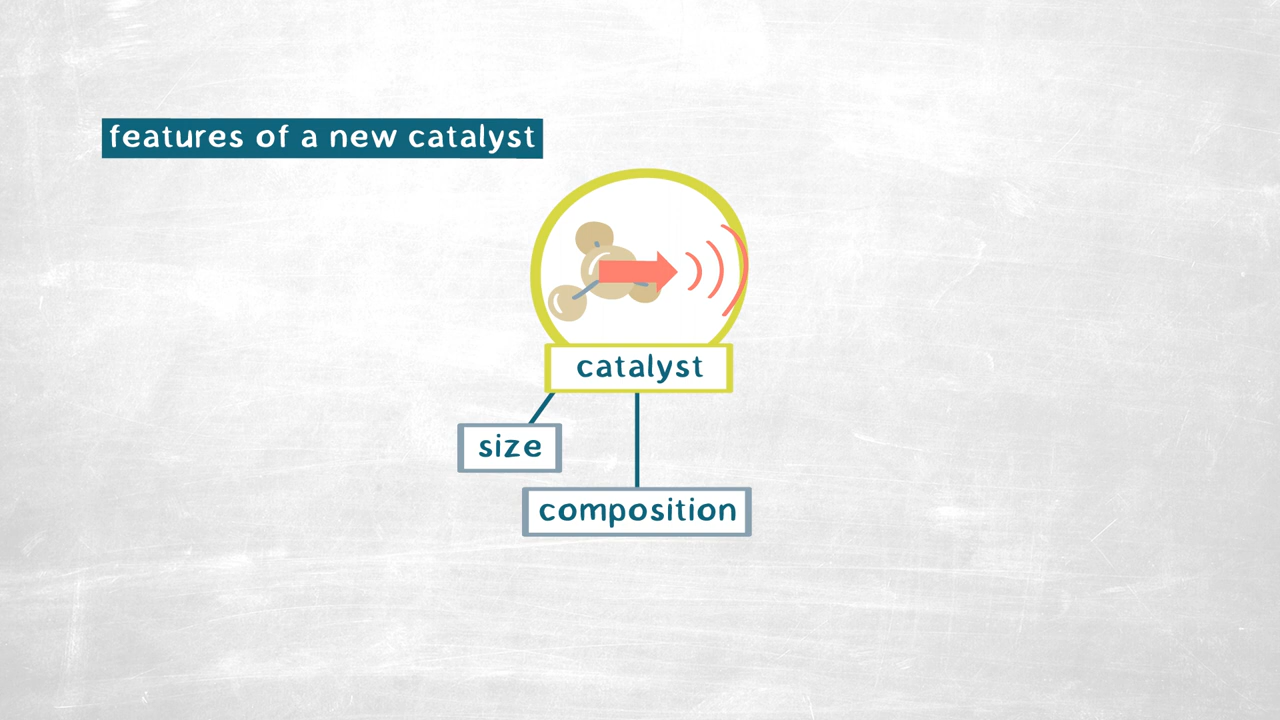 features of a new catalyst
catalyst
size
composition